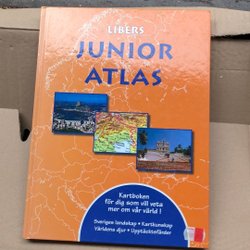 LIBERS
JUNIOR
ATLAS
Kartboken
för dig som vill veta
mer om vår värld !
Sveriges landskap • Kartkunskap
Världens djur • Upptäcktsfärder